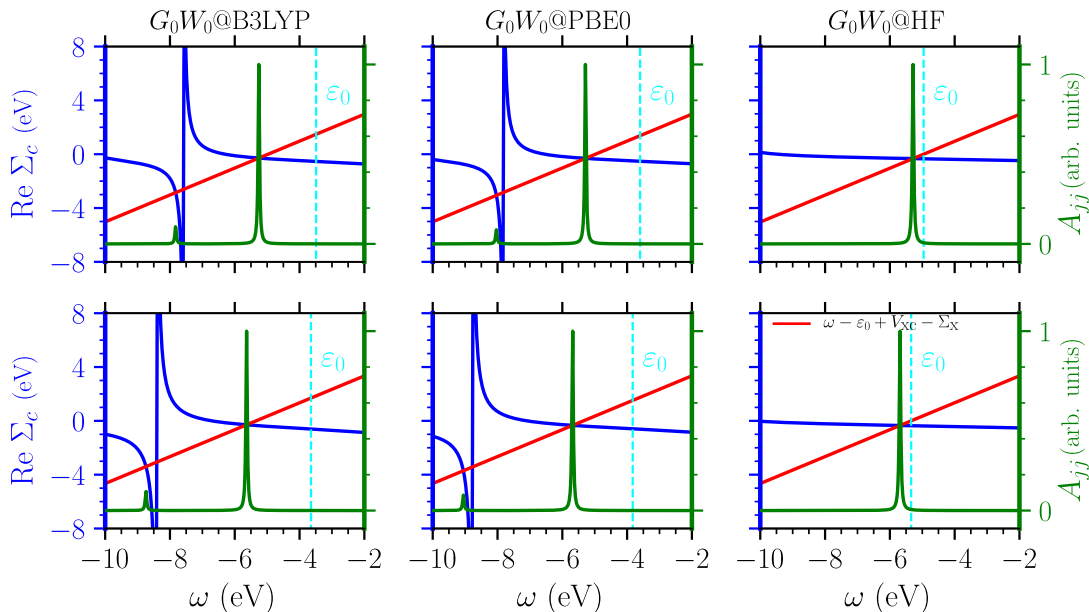 G₀W₀@B3LYP
G₀W₀@PBE0
G₀W₀@HF
Re Σc (eV)
8
4
0
−4
−8
ε₀
ε₀
ε₀
1
0
Ajj (arb. units)
Re Σc (eV)
8
4
0
−4
−8
ε₀
ε₀
ω − ε₀ + VXC − ΣX
ε₀
1
0
Ajj (arb. units)
−10 −8 −6 −4 −2
−10 −8 −6 −4 −2
−10 −8 −6 −4 −2
ω (eV)
ω (eV)
ω (eV)